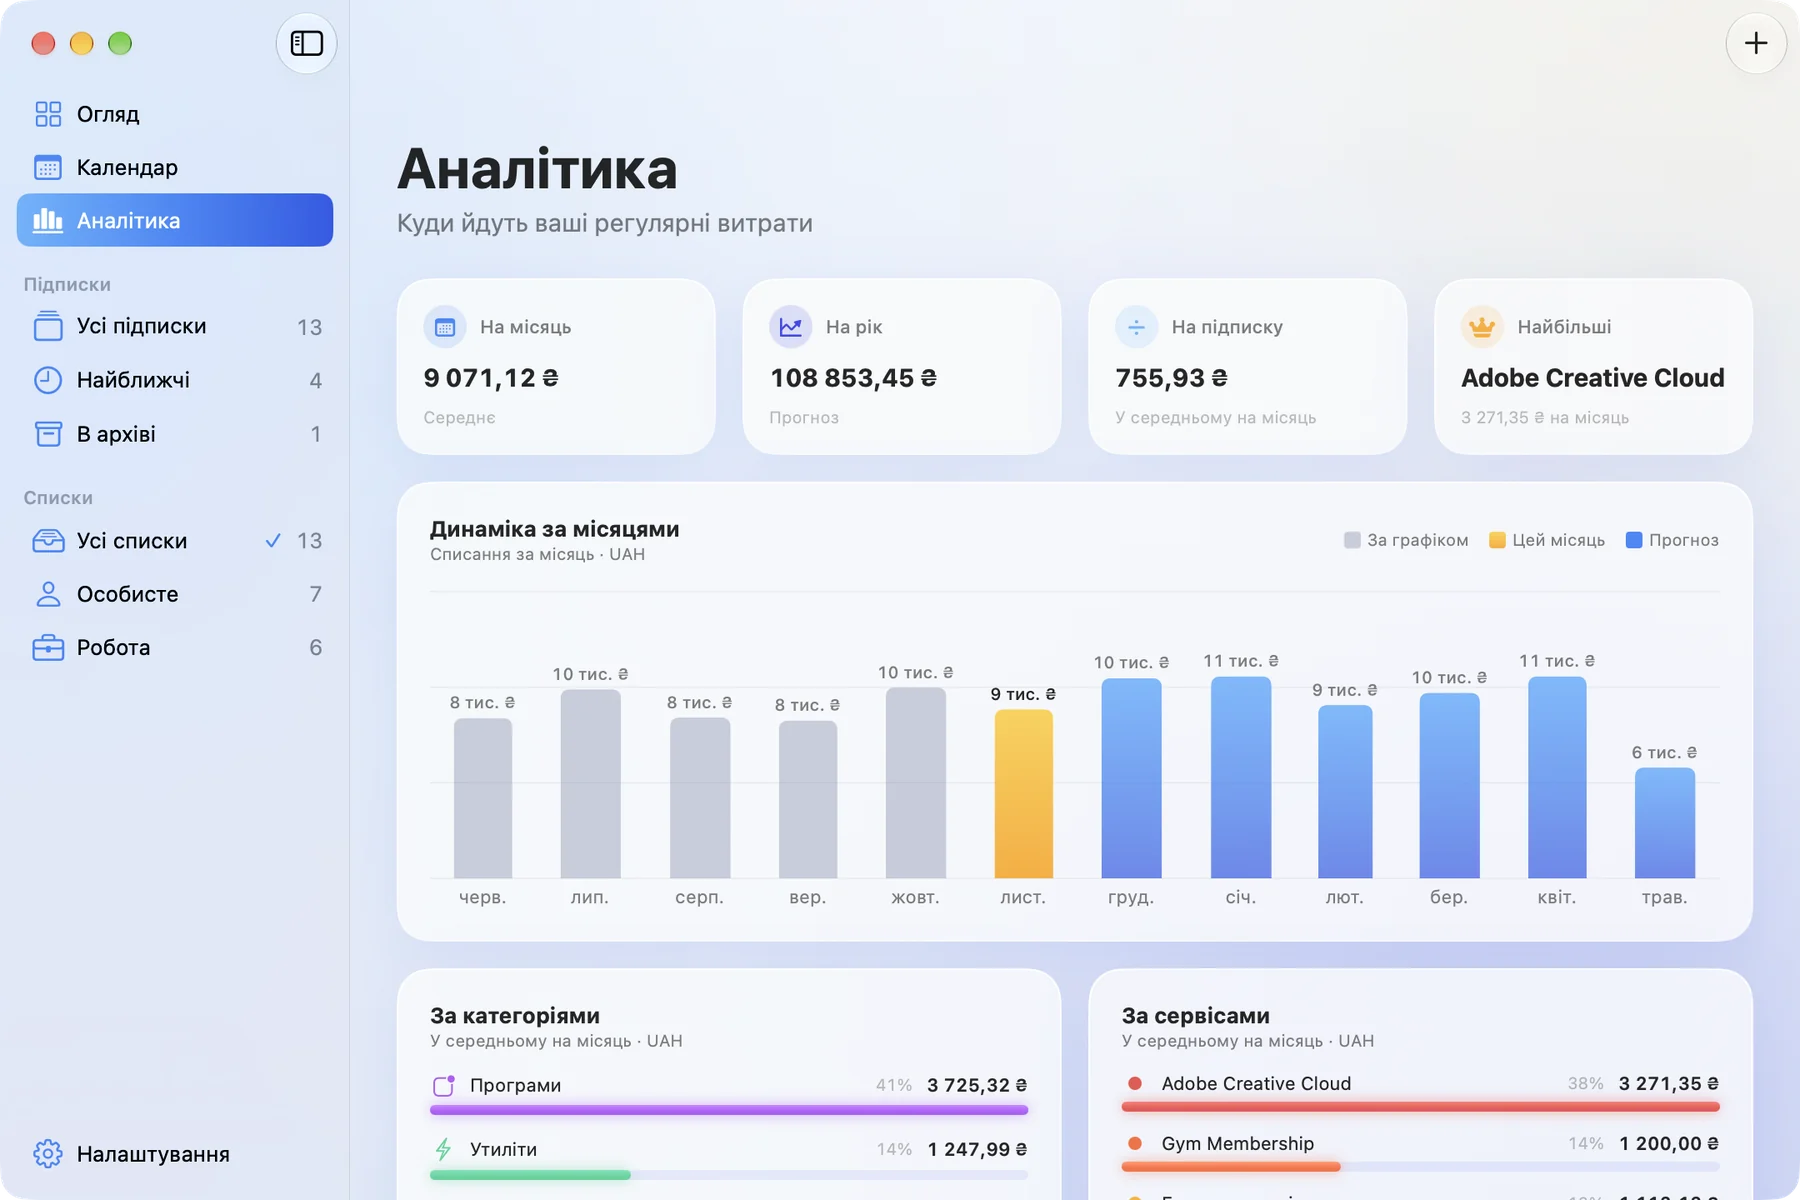 Огляд
Календар
Аналітика
Підписки
Усі підписки 13
Найближчі 4
В архіві 1
Списки
Усі списки 13
Особисте 7
Робота 6
Налаштування
Аналітика
Куди йдуть ваші регулярні витрати
На місяць
9 071,12 ₴
Середнє
На рік
108 853,45 ₴
Прогноз
На підписку
755,93 ₴
У середньому на місяць
Найбільші
Adobe Creative Cloud
3 271,35 ₴ на місяць
Динаміка за місяцями
Списання за місяць · UAH
За графіком Цей місяць Прогноз
8 тис. ₴ 10 тис. ₴ 8 тис. ₴ 8 тис. ₴ 10 тис. ₴ 9 тис. ₴ 10 тис. ₴ 11 тис. ₴ 9 тис. ₴ 10 тис. ₴ 11 тис. ₴ 6 тис. ₴
черв. лип. серп. вер. жовт. лист. груд. січ. лют. бер. квіт. трав.
За категоріями
У середньому на місяць · UAH
Програми 41% 3 725,32 ₴
Утиліти 14% 1 247,99 ₴
За сервісами
У середньому на місяць · UAH
Adobe Creative Cloud 38% 3 271,35 ₴
Gym Membership 14% 1 200,00 ₴